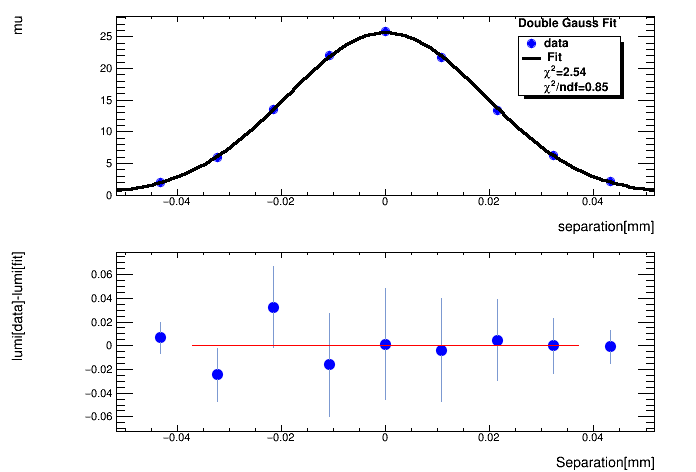 mu
Double Gauss Fit
data
Fit
χ²=2.54
χ²/ndf=0.85
25
20
15
10
5
0
−0.04 −0.02 0 0.02 0.04
separation[mm]
lumi[data]-lumi[fit]
0.06
0.04
0.02
0
−0.02
−0.04
−0.06
−0.04 −0.02 0 0.02 0.04
Separation[mm]